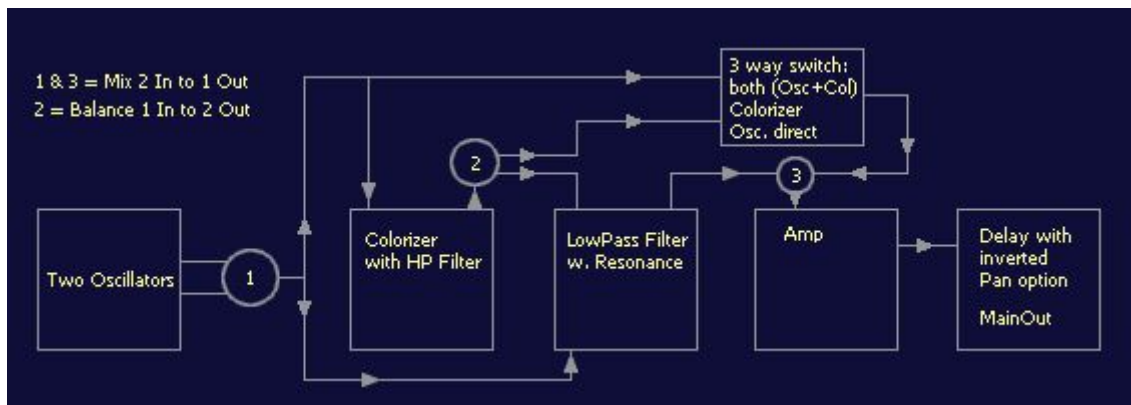 1 & 3 = Mix 2 In to 1 Out
2 = Balance 1 In to 2 Out
3 way switch:
both (Osc+Col)
Colorizer
Osc. direct
2
3
Two Oscillators
1
Colorizer
with HP Filter
LowPass Filter
w. Resonance
Amp
Delay with
inverted
Pan option
MainOut